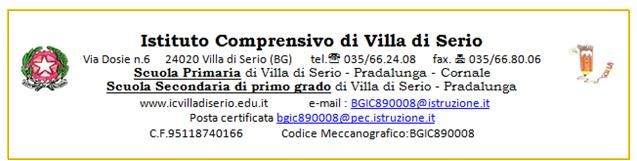 Istituto Comprensivo di Villa di Serio
Via Dosie n.6 24020 Villa di Serio (BG) tel.☎ 035/66.24.08 fax. 🖷 035/66.80.06
Scuola Primaria di Villa di Serio - Pradalunga - Cornale
Scuola Secondaria di primo grado di Villa di Serio - Pradalunga
www.icvilladiserio.edu.it e-mail : BGIC890008@istruzione.it
Posta certificata bgic890008@pec.istruzione.it
C.F.95118740166 Codice Meccanografico:BGIC890008